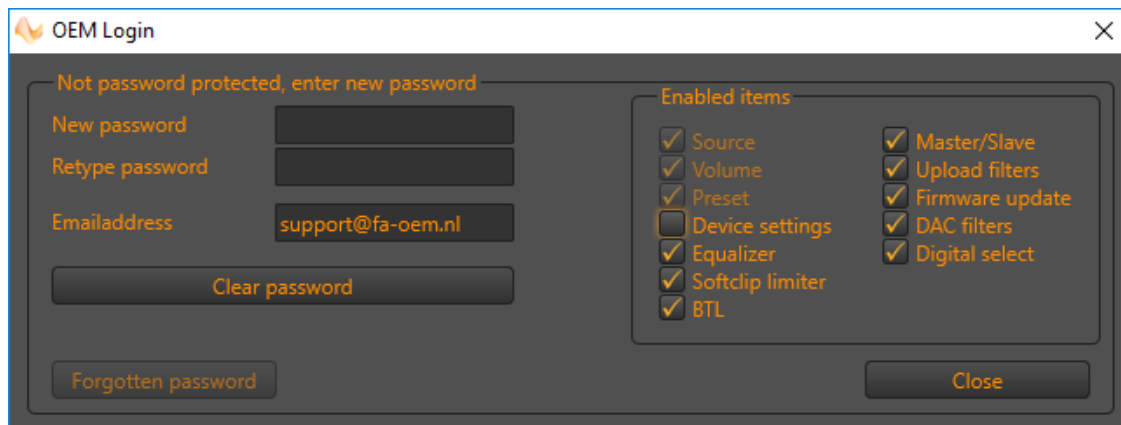 OEM Login
Not password protected, enter new password
New password
Retype password
Emailaddress
support@fa-oem.nl
Clear password
Forgotten password
Enabled items
Source
Volume
Preset
Device settings
Equalizer
Softclip limiter
BTL
Master/Slave
Upload filters
Firmware update
DAC filters
Digital select
Close